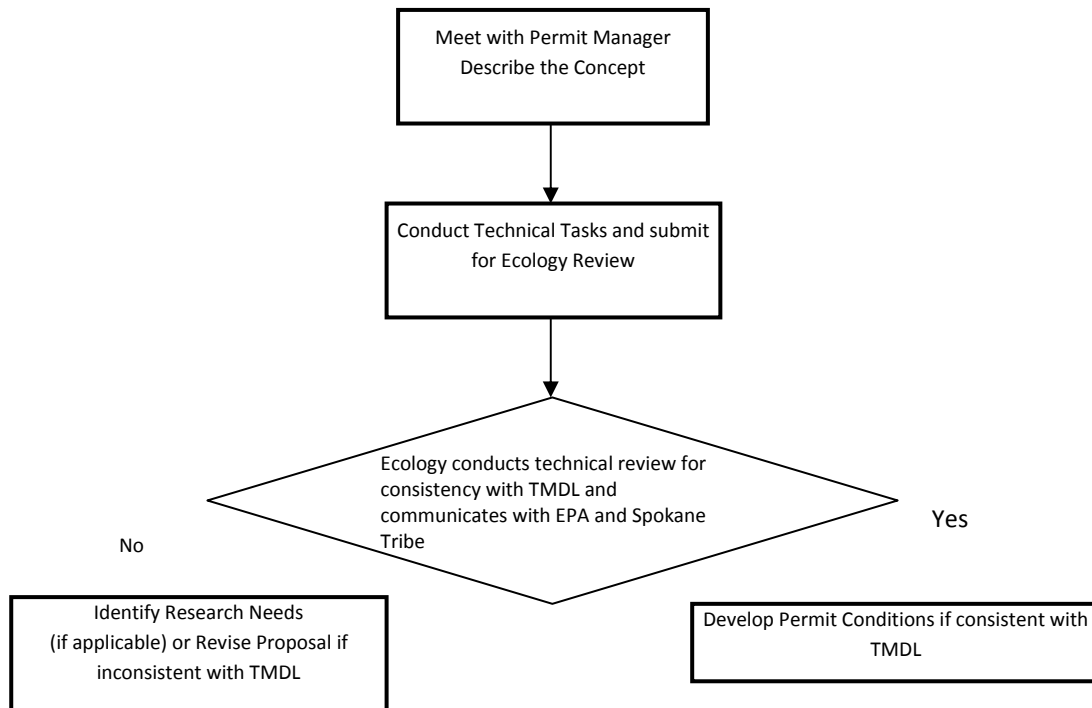 Meet with Permit Manager
Describe the Concept
Conduct Technical Tasks and submit
for Ecology Review
Ecology conducts technical review for
consistency with TMDL and
communicates with EPA and Spokane
Tribe
No
Yes
Identify Research Needs
(if applicable) or Revise Proposal if
inconsistent with TMDL
Develop Permit Conditions if consistent with
TMDL